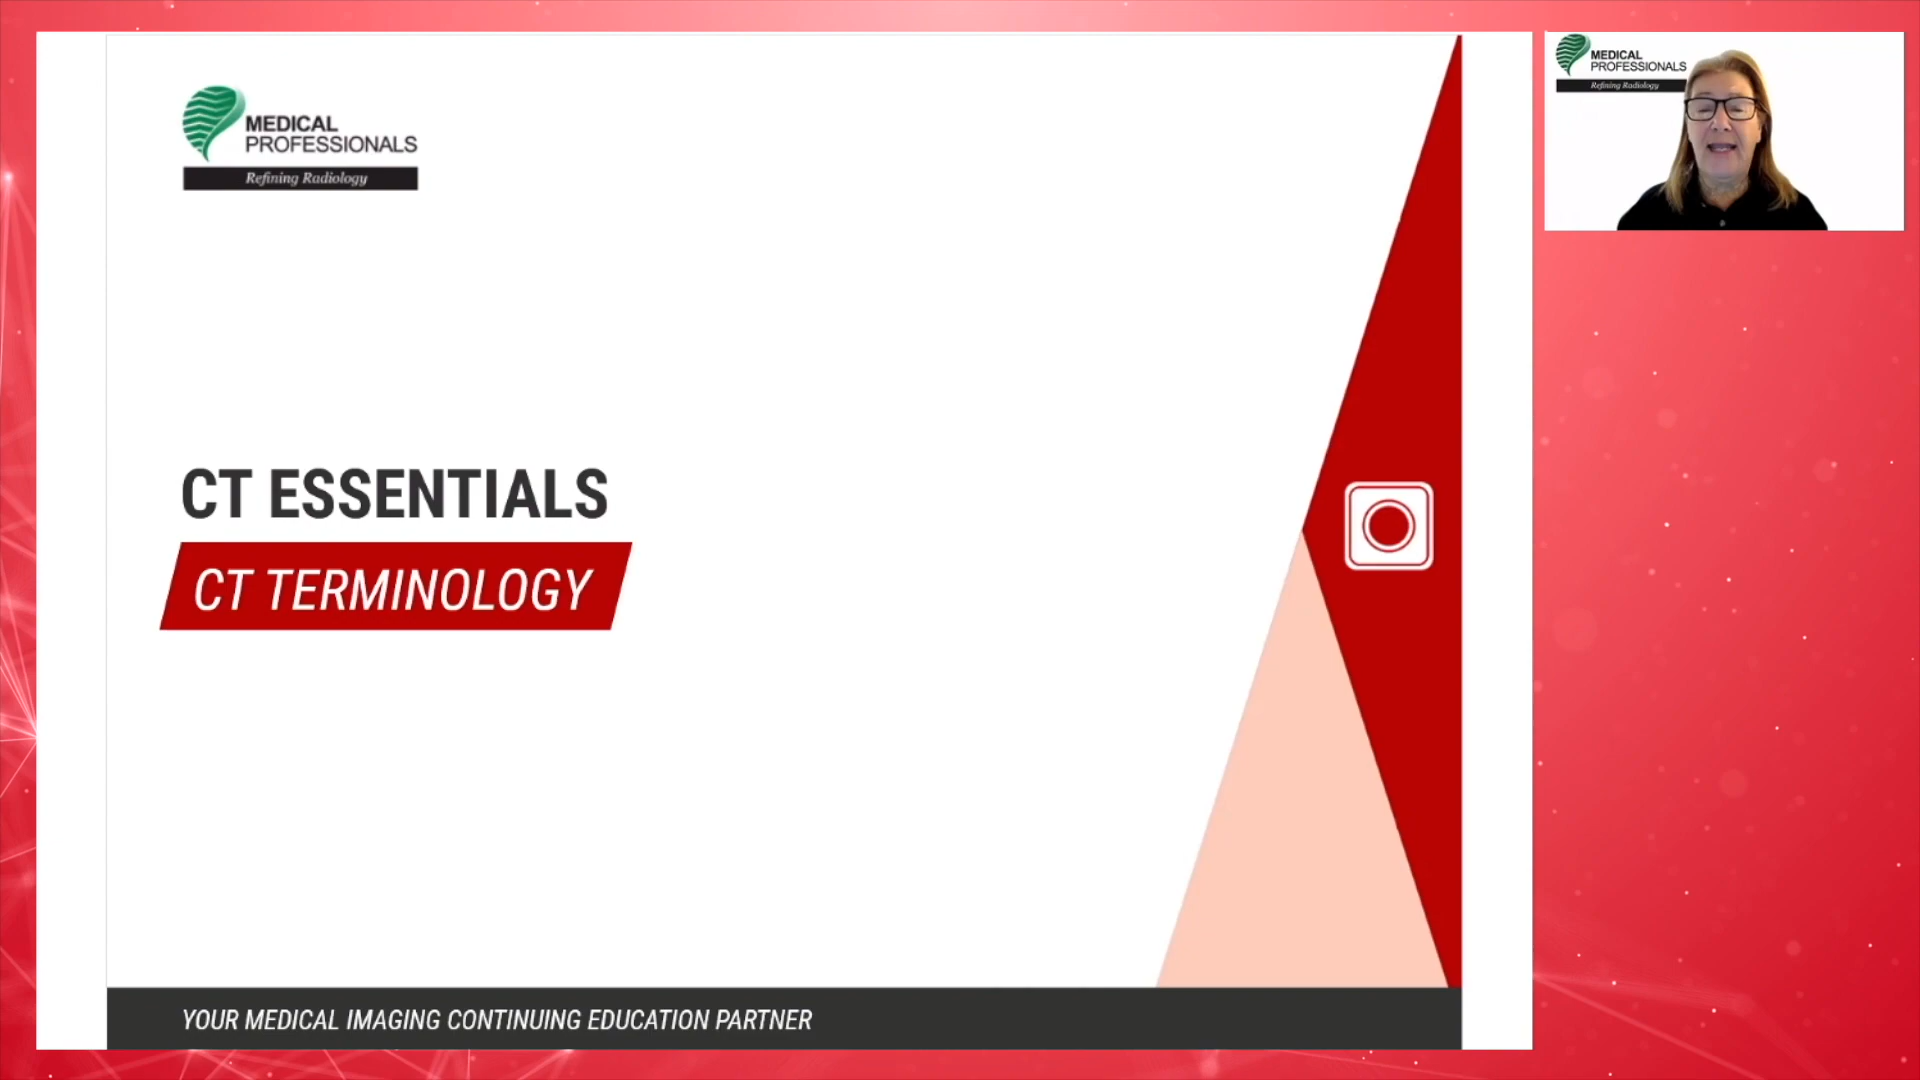 MEDICAL
PROFESSIONALS
Refining Radiology
CT ESSENTIALS
CT TERMINOLOGY
YOUR MEDICAL IMAGING CONTINUING EDUCATION PARTNER
MEDICAL
PROFESSIONALS
Refining Radiology